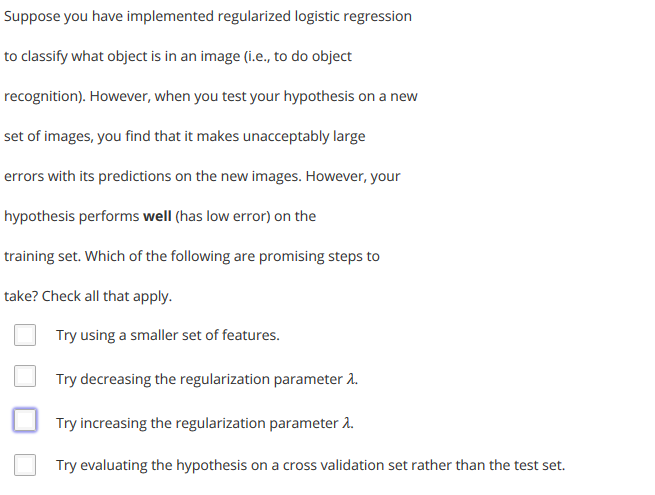 Suppose you have implemented regularized logistic regression
to classify what object is in an image (i.e., to do object
recognition). However, when you test your hypothesis on a new
set of images, you find that it makes unacceptably large
errors with its predictions on the new images. However, your
hypothesis performs well (has low error) on the
training set. Which of the following are promising steps to
take? Check all that apply.
Try using a smaller set of features.
Try decreasing the regularization parameter λ.
Try increasing the regularization parameter λ.
Try evaluating the hypothesis on a cross validation set rather than the test set.